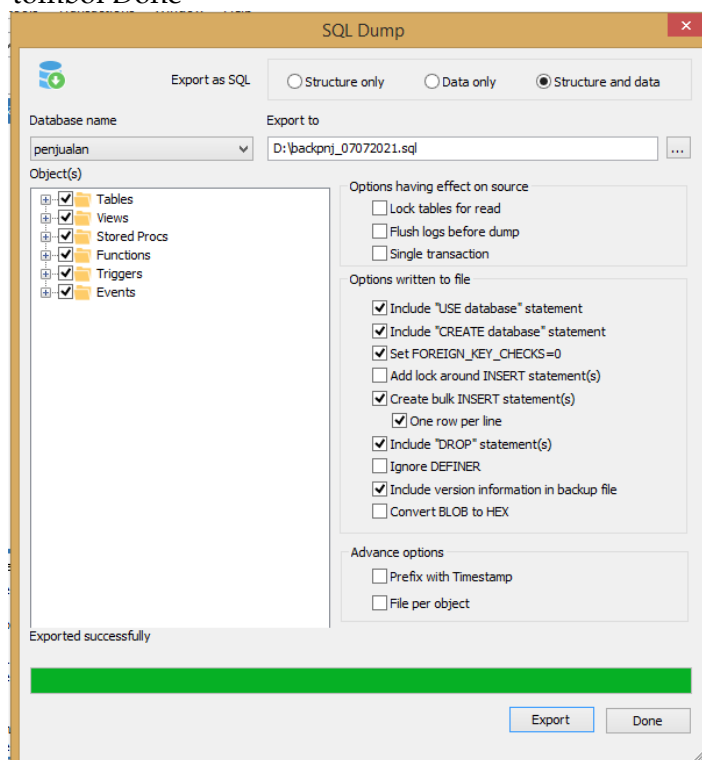 tombol Done
SQL Dump
Export as SQL
Structure only
Data only
Structure and data
Database name
Export to
penjualan
D:\backpnj_07072021.sql
...
Object(s)
Tables
Views
Stored Procs
Functions
Triggers
Events
Options having effect on source
Lock tables for read
Flush logs before dump
Single transaction
Options written to file
Include "USE database" statement
Include "CREATE database" statement
Set FOREIGN_KEY_CHECKS=0
Add lock around INSERT statement(s)
Create bulk INSERT statement(s)
One row per line
Include "DROP" statement(s)
Ignore DEFINER
Include version information in backup file
Convert BLOB to HEX
Advance options
Prefix with Timestamp
File per object
Exported successfully
Export
Done